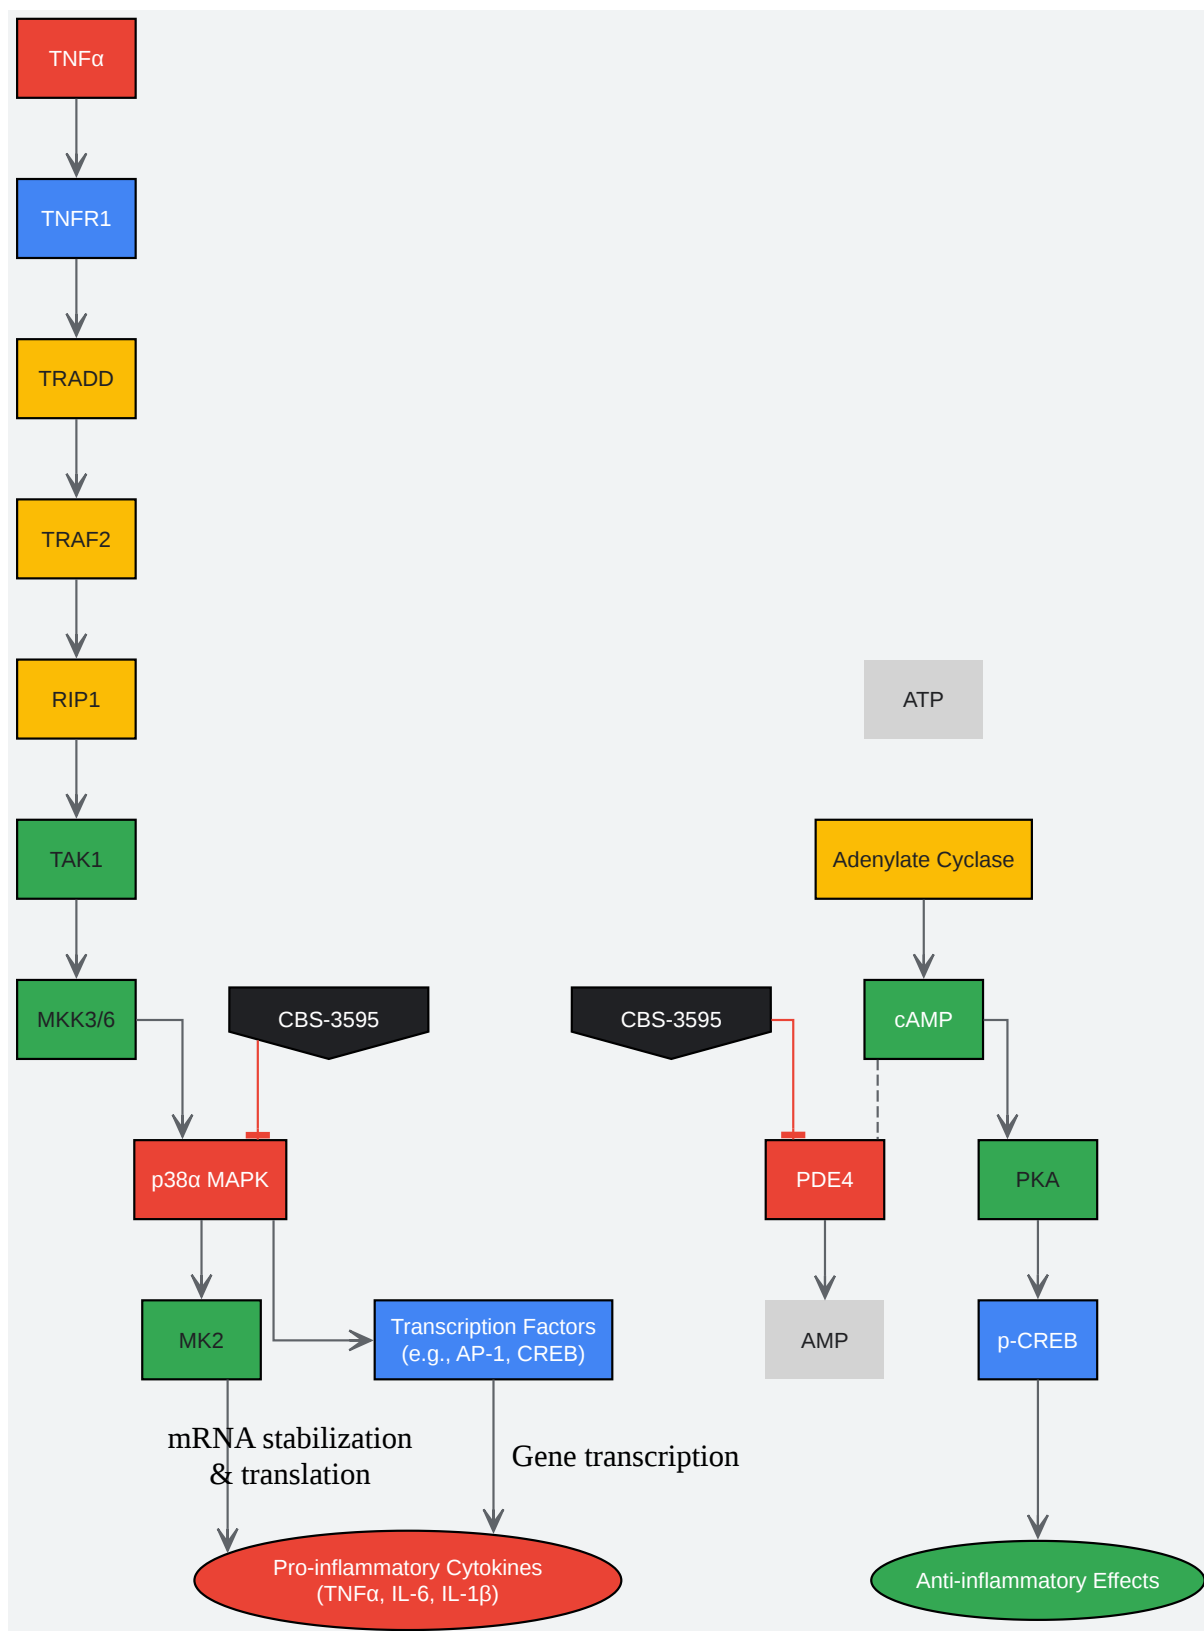 TNFα
TNFR1
TRADD
TRAF2
RIP1
ATP
TAK1
Adenylate Cyclase
MKK3/6
CBS-3595
CBS-3595
cAMP
p38α MAPK
PDE4
PKA
MK2
Transcription Factors
(e.g., AP-1, CREB)
AMP
p-CREB
mRNA stabilization
& translation
Gene transcription
Pro-inflammatory Cytokines
(TNFα, IL-6, IL-1β)
Anti-inflammatory Effects